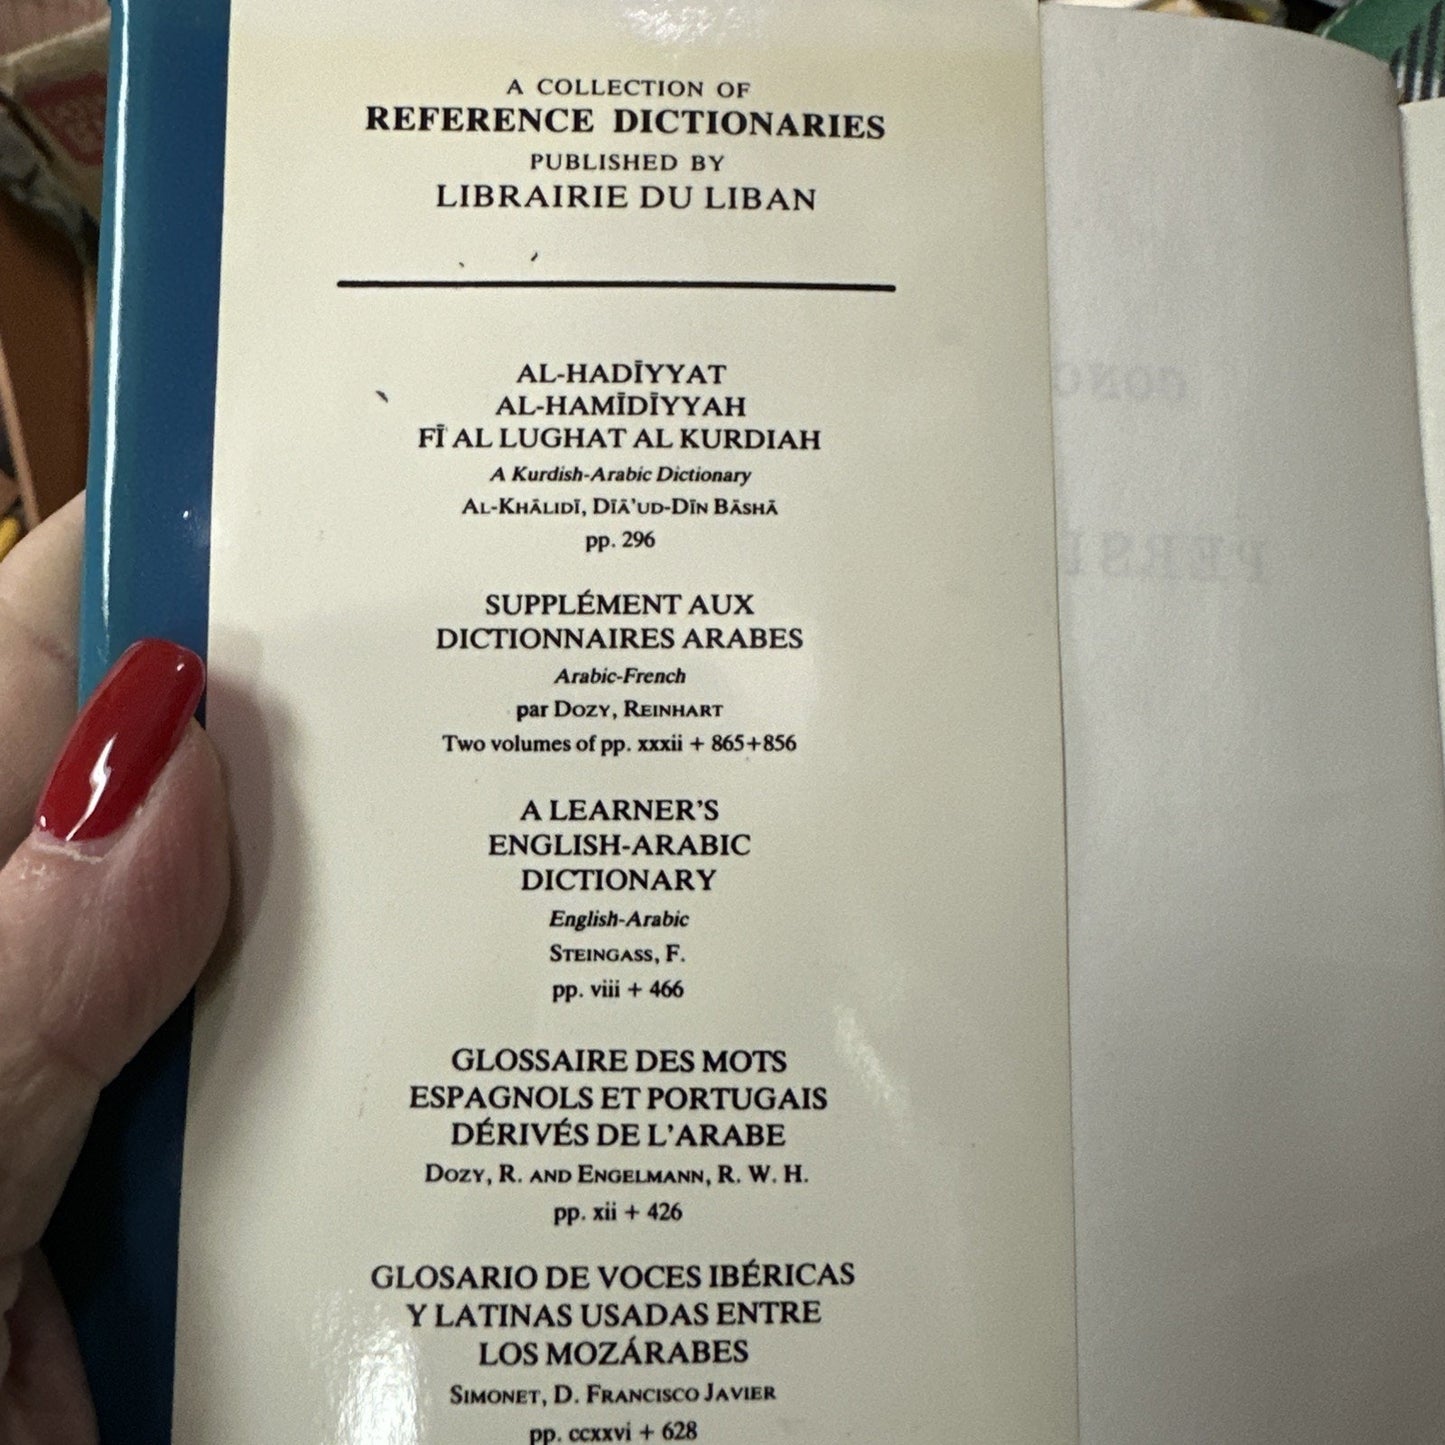 A COLLECTION OF
REFERENCE DICTIONARIES
PUBLISHED BY
LIBRAIRIE DU LIBAN
AL-HADĪYYAT
AL-HAMĪDĪYYAH
FĪ AL LUGHAT AL KURDIAH
A Kurdish-Arabic Dictionary
AL-KHĀLIDĪ, DĪĀ'UD-DĪN BĀSHĀ
pp. 296
SUPPLÉMENT AUX
DICTIONNAIRES ARABES
Arabic-French
par DOZY, REINHART
Two volumes of pp. xxxii + 865+856
A LEARNER'S
ENGLISH-ARABIC
DICTIONARY
English-Arabic
STEINGASS, F.
pp. viii + 466
GLOSSAIRE DES MOTS
ESPAGNOLS ET PORTUGAIS
DÉRIVÉS DE L'ARABE
DOZY, R. AND ENGELMANN, R. W. H.
pp. xii + 426
GLOSARIO DE VOCES IBÉRICAS
Y LATINAS USADAS ENTRE
LOS MOZÁRABES
SIMONET, D. FRANCISCO JAVIER
pp. ccxxvi + 628